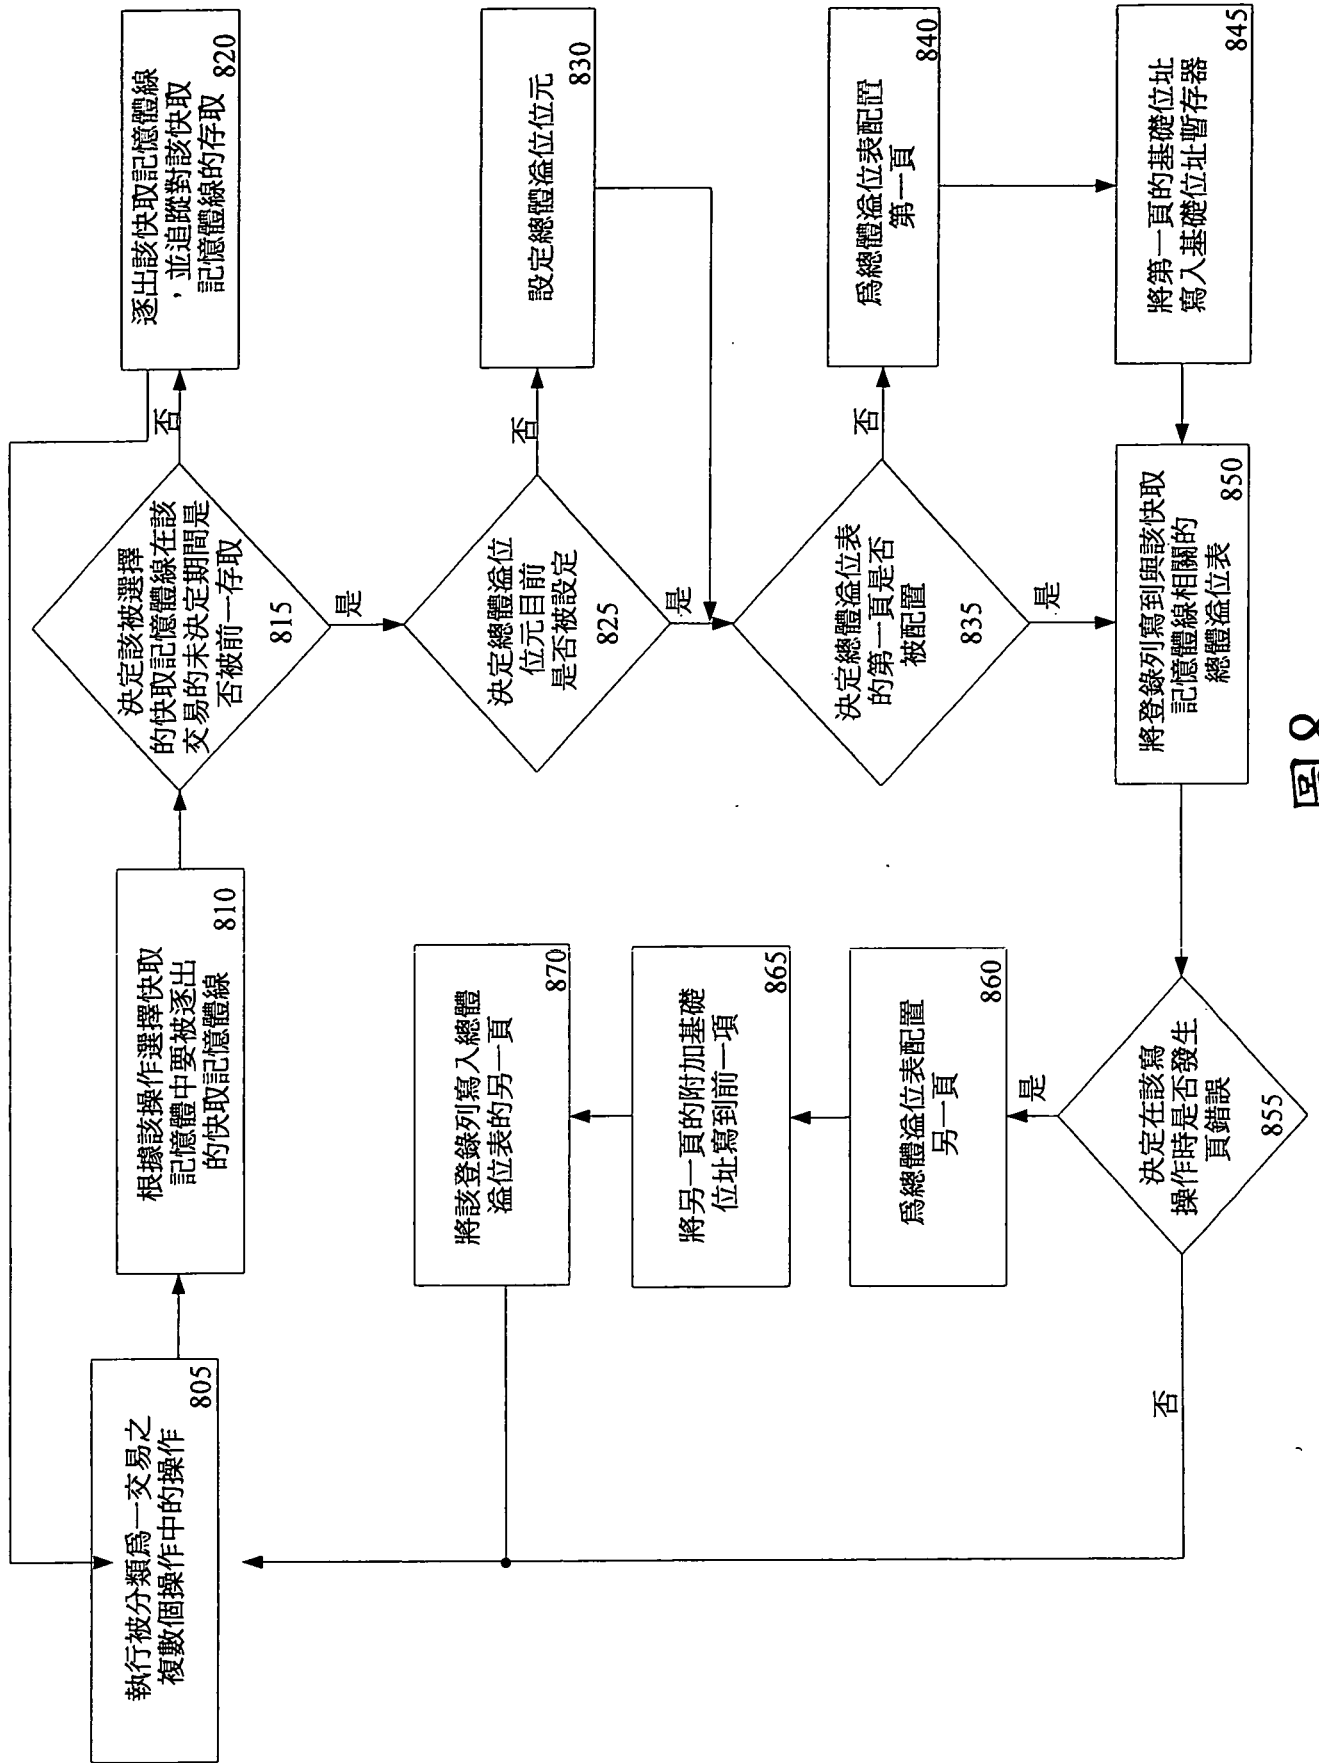 執行被分類爲一交易之
複數個操作中的操作
805
根據該操作選擇快取
記憶體中要被逐出
的快取記憶體線
810
決定該被選擇
的快取記憶體線在該
交易的未決定期間是
否被前一存取
815
否
逐出該快取記憶體線
，並追蹤對該快取
記憶體線的存取
820
是
決定總體溢位
位元目前
是否被設定
825
否
設定總體溢位位元
830
是
決定總體溢位表
的第一頁是否
被配置
835
否
爲總體溢位表配置
第一頁
840
將第一頁的基礎位址
寫入基礎位址暫存器
845
是
將登錄列寫到與該快取
記憶體線相關的
總體溢位表
850
決定在該寫
操作時是否發生
頁錯誤
855
否
是
爲總體溢位表配置
另一頁
860
將另一頁的附加基礎
位址寫到前一項
865
將該登錄列寫入總體
溢位表的另一頁
870
圖8